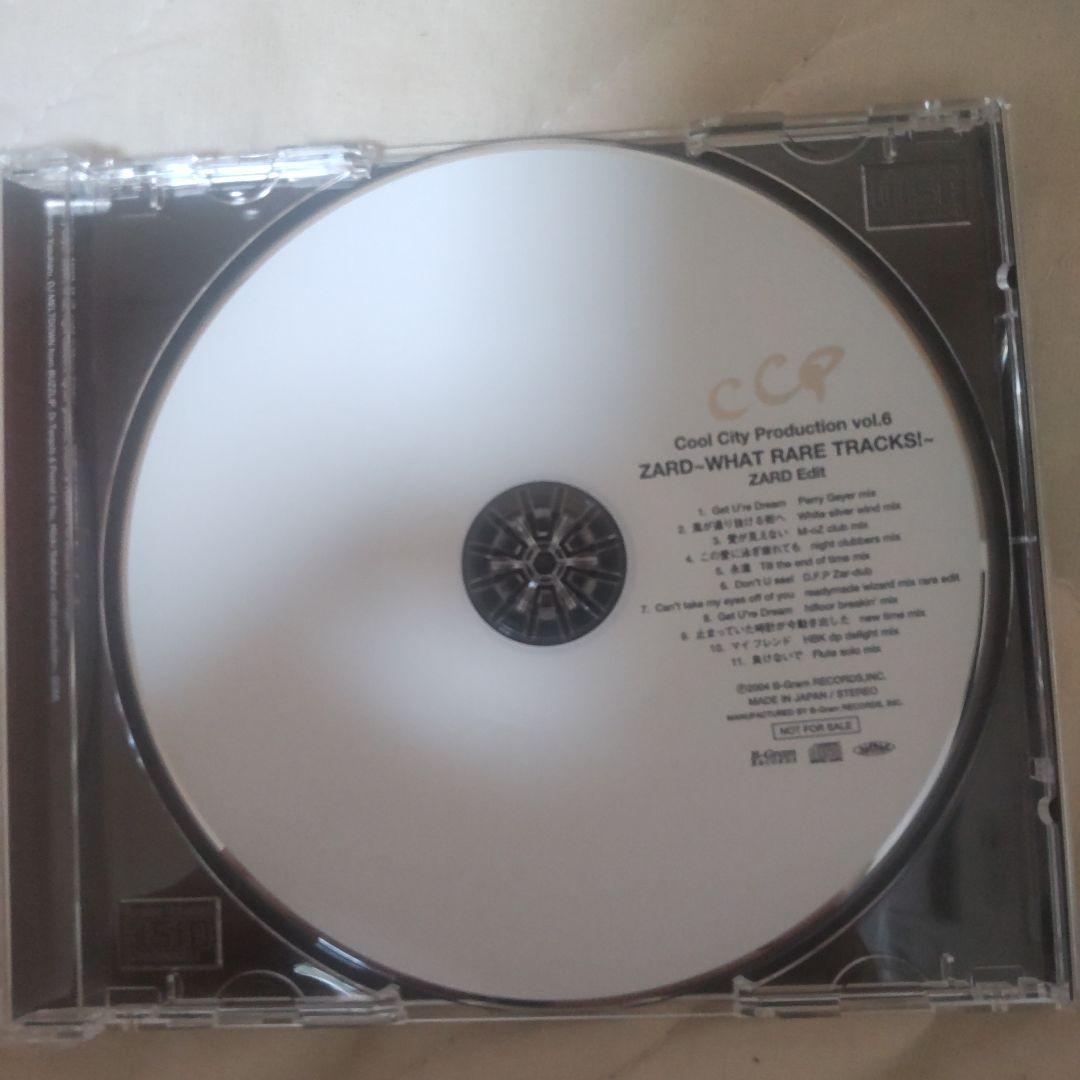 CCP
Cool City Production vol.6
ZARD~WHAT RARE TRACKS!~
ZARD Edit
1. Get U're Dream Perry Geyer mix
2. 風が通り抜ける街へ White silver wind mix
3. 愛が見えない M-nZ club mix
4. この愛に泳ぎ疲れても night clubbers mix
5. 永遠 Till the end of time mix
6. Don't U see! D.F.P Zar-dub
7. Can't take my eyes off of you readymade wizard mix rare edit
8. Get U're Dream hifloor breakin' mix
9. 止まっていた時計が今動き出した new time mix
10. マイ フレンド HBK dp delight mix
11. 負けないで Flute solo mix
℗2004 B-Gram RECORDS,INC.
MADE IN JAPAN / STEREO
MANUFACTURED BY B-Gram RECORDS, INC.
NOT FOR SALE
B-Gram
RECORDS